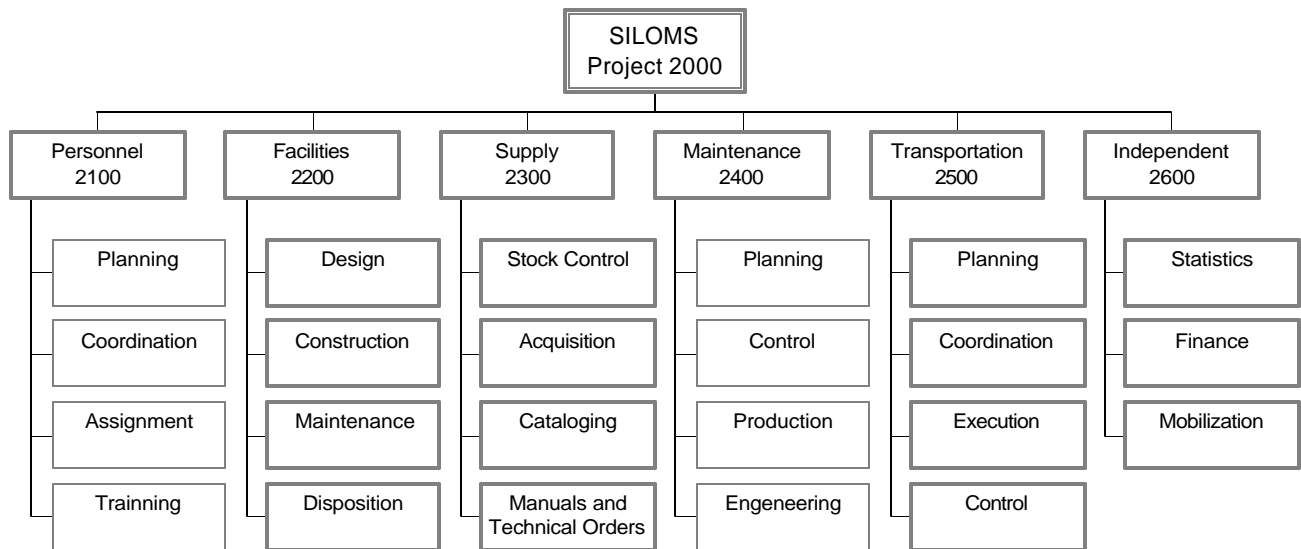 SILOMS
Project 2000
Personnel
2100
Facilities
2200
Supply
2300
Maintenance
2400
Transportation
2500
Independent
2600
Planning
Coordination
Assignment
Trainning
Design
Construction
Maintenance
Disposition
Stock Control
Acquisition
Cataloging
Manuals and
Technical Orders
Planning
Control
Production
Engeneering
Planning
Coordination
Execution
Control
Statistics
Finance
Mobilization